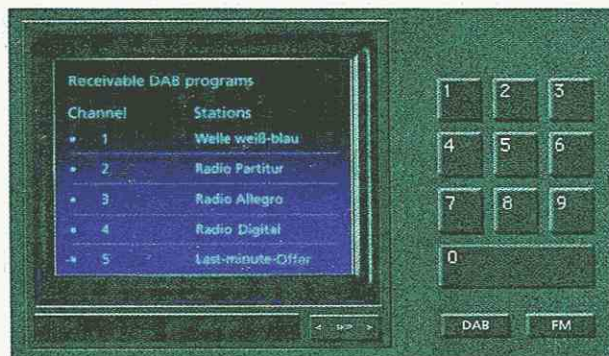 Receivable DAB programs
Channel Stations
• 1 Welle weiß-blau
• 2 Radio Partitur
• 3 Radio Allegro
• 4 Radio Digital
• 5 Last-minute-Offer
1 2 3
4 5 6
7 8 9
0
< SKIP >
DAB FM